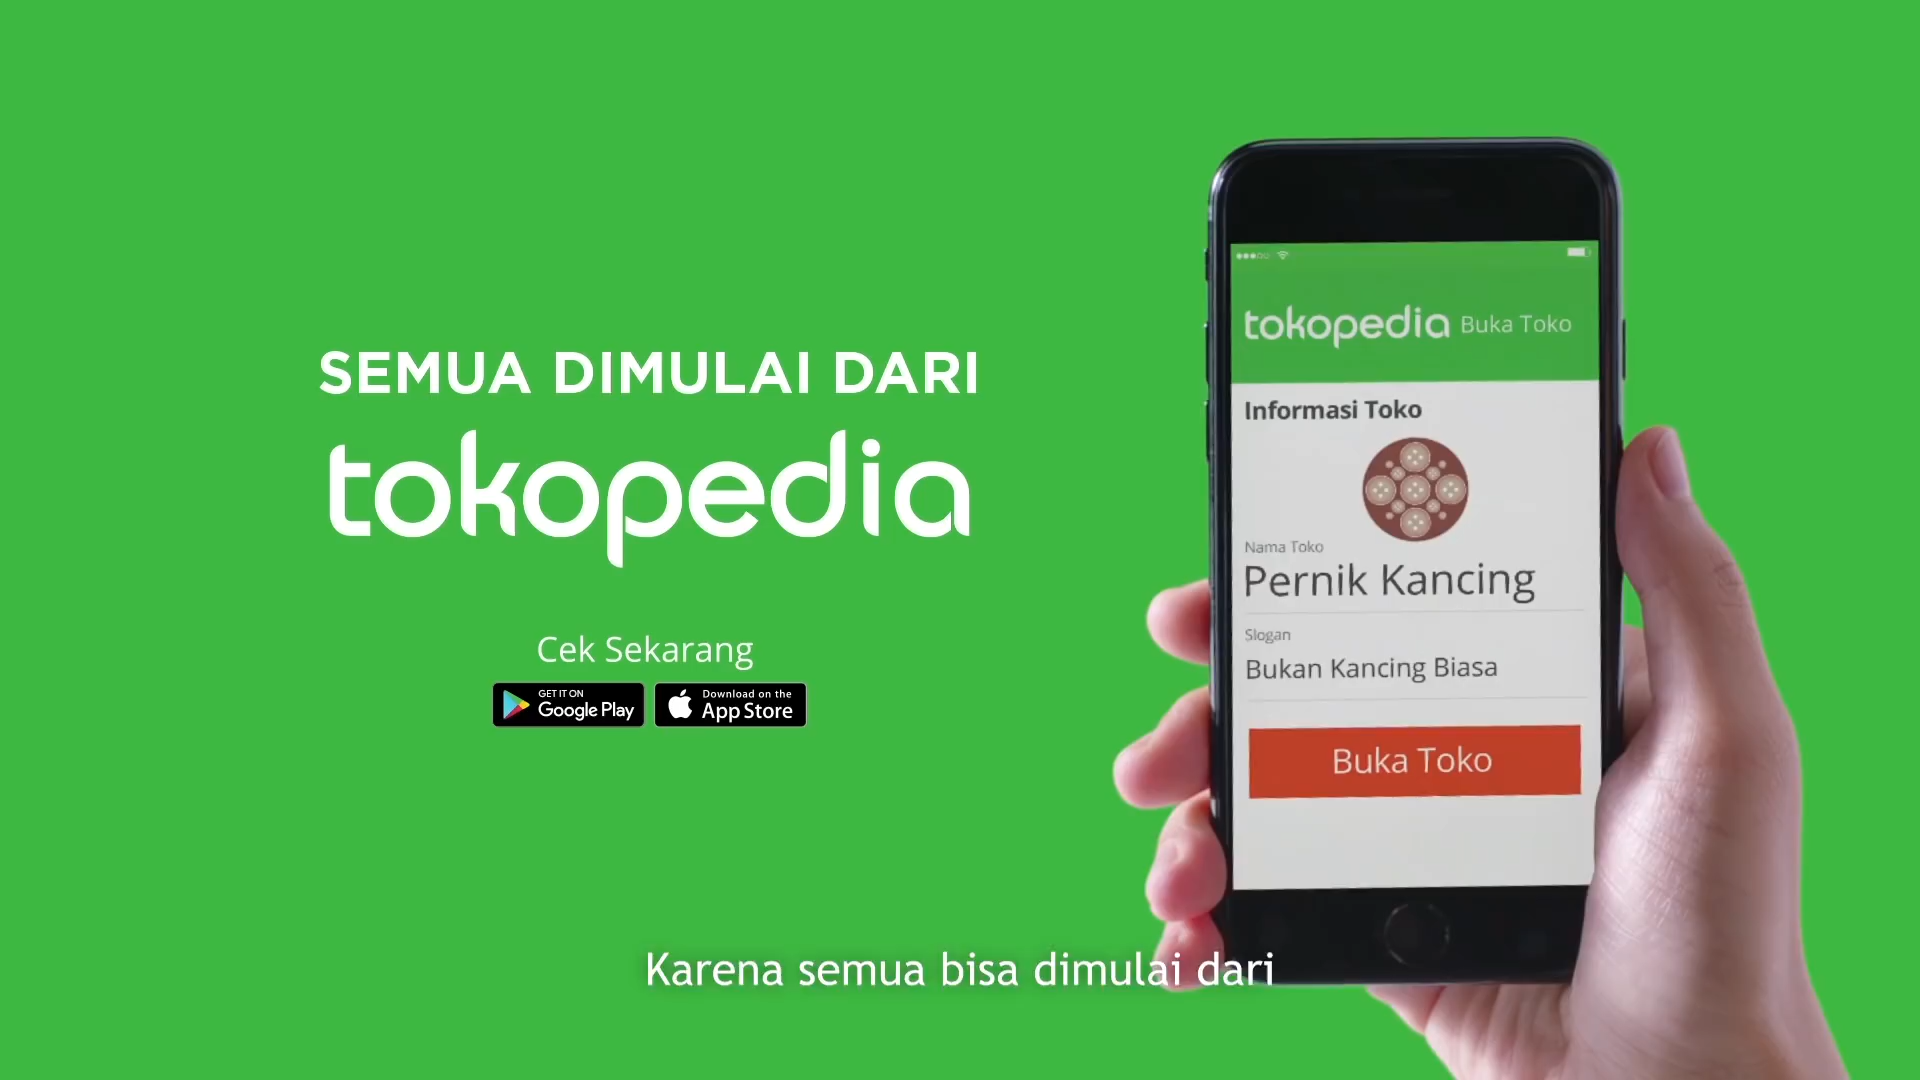 SEMUA DIMULAI DARI
tokopedia
Cek Sekarang
GET IT ON
Google Play
Download on the
App Store
tokopedia Buka Toko
Informasi Toko
Nama Toko
Pernik Kancing
Slogan
Bukan Kancing Biasa
Buka Toko
Karena semua bisa dimulai dari